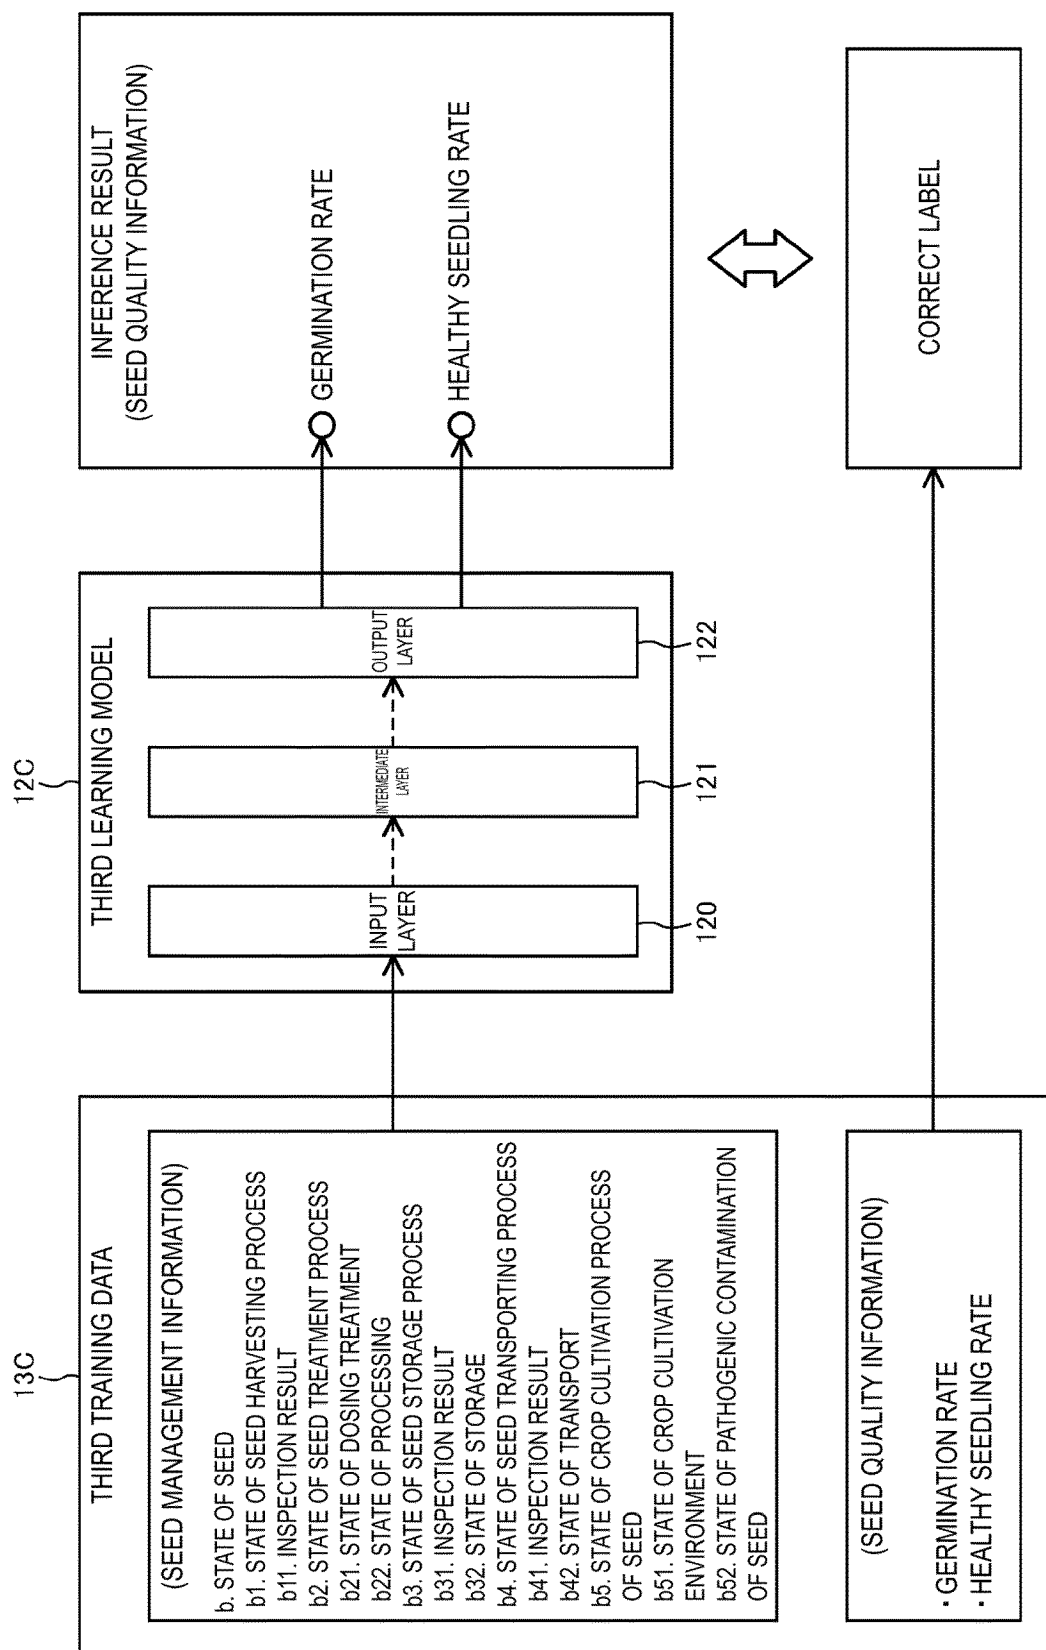 13C
THIRD TRAINING DATA
(SEED MANAGEMENT INFORMATION)
b. STATE OF SEED
b1. STATE OF SEED HARVESTING PROCESS
b11. INSPECTION RESULT
b2. STATE OF SEED TREATMENT PROCESS
b21. STATE OF DOSING TREATMENT
b22. STATE OF PROCESSING
b3. STATE OF SEED STORAGE PROCESS
b31. INSPECTION RESULT
b32. STATE OF STORAGE
b4. STATE OF SEED TRANSPORTING PROCESS
b41. INSPECTION RESULT
b42. STATE OF TRANSPORT
b5. STATE OF CROP CULTIVATION PROCESS
OF SEED
b51. STATE OF CROP CULTIVATION
ENVIRONMENT
b52. STATE OF PATHOGENIC CONTAMINATION
OF SEED
(SEED QUALITY INFORMATION)
· GERMINATION RATE
· HEALTHY SEEDLING RATE
12C
THIRD LEARNING MODEL
INPUT
LAYER
120
INTERMEDIATE
LAYER
121
OUTPUT
LAYER
122
INFERENCE RESULT
(SEED QUALITY INFORMATION)
GERMINATION RATE
HEALTHY SEEDLING RATE
CORRECT LABEL